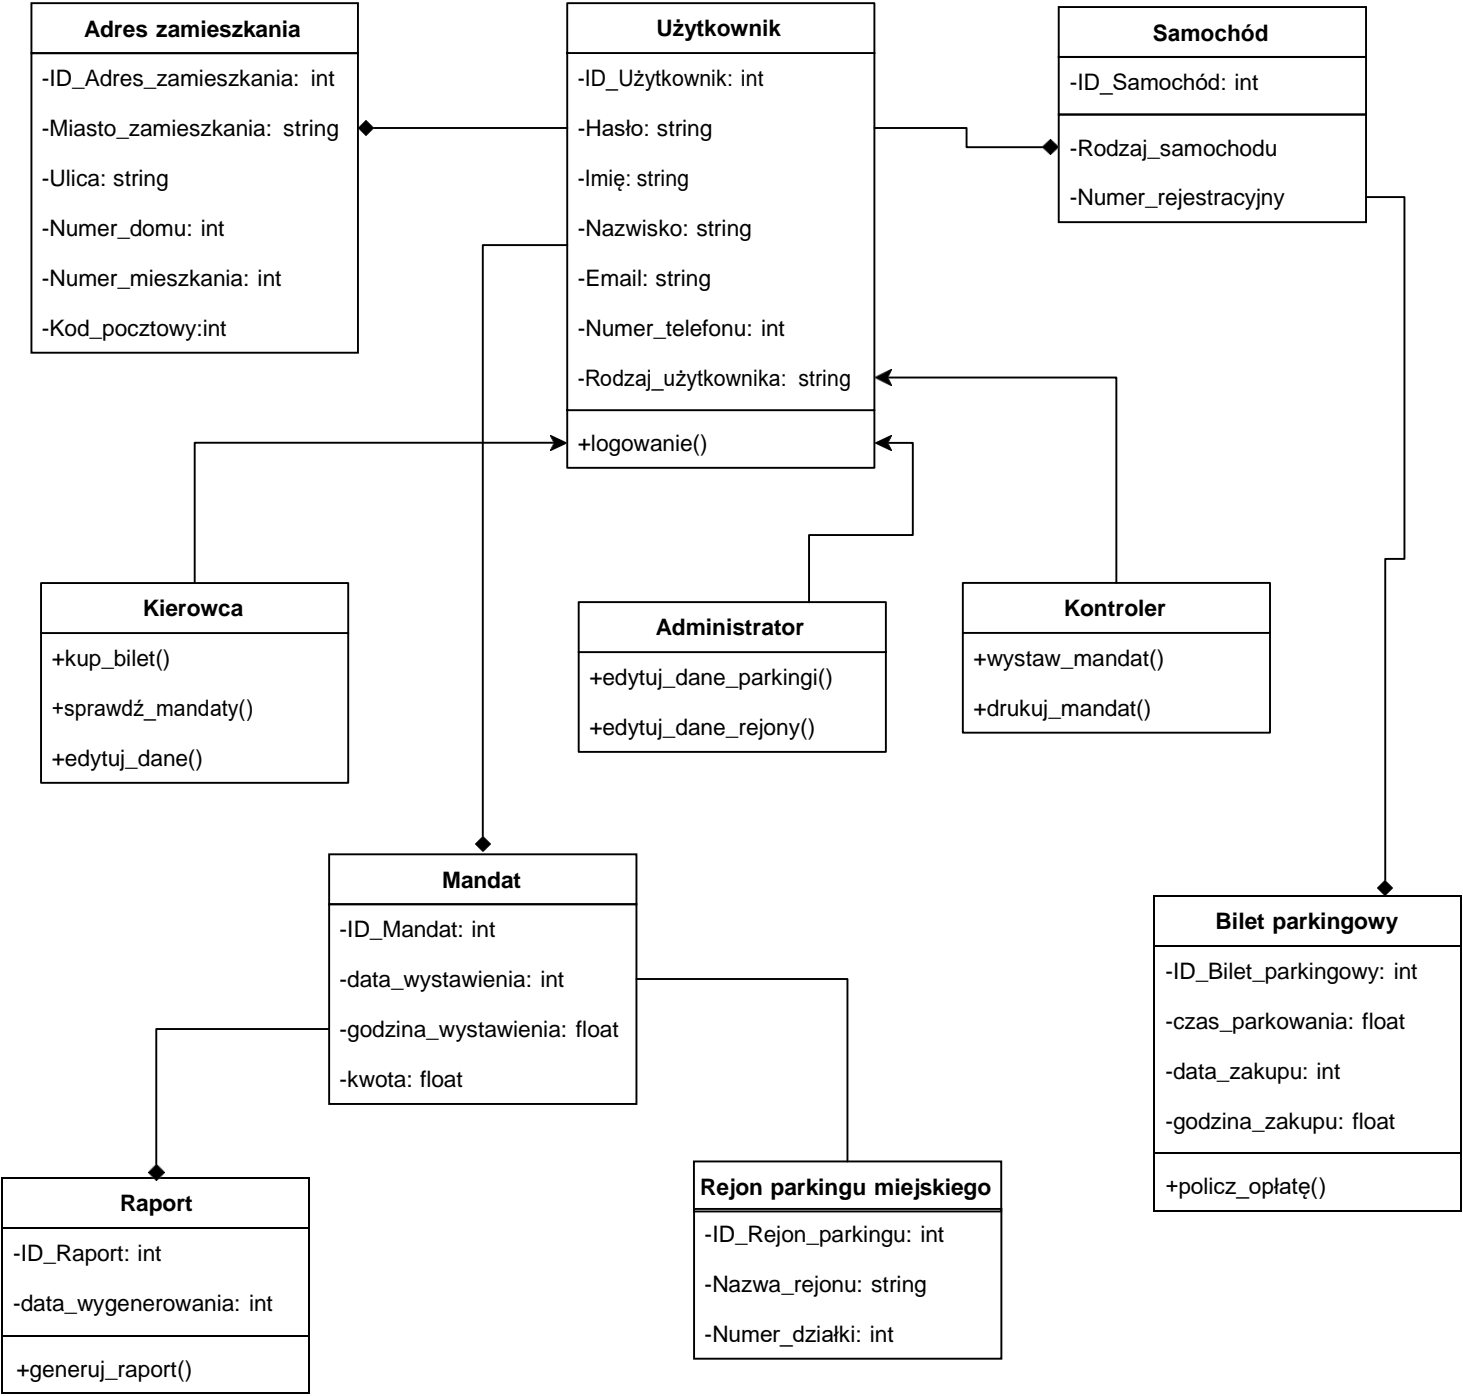 Adres zamieszkania
-ID_Adres_zamieszkania: int
-Miasto_zamieszkania: string
-Ulica: string
-Numer_domu: int
-Numer_mieszkania: int
-Kod_pocztowy:int
Użytkownik
-ID_Użytkownik: int
-Hasło: string
-Imię: string
-Nazwisko: string
-Email: string
-Numer_telefonu: int
-Rodzaj_użytkownika: string
+logowanie()
Samochód
-ID_Samochód: int
-Rodzaj_samochodu
-Numer_rejestracyjny
Kierowca
+kup_bilet()
+sprawdź_mandaty()
+edytuj_dane()
Administrator
+edytuj_dane_parkingi()
+edytuj_dane_rejony()
Kontroler
+wystaw_mandat()
+drukuj_mandat()
Mandat
-ID_Mandat: int
-data_wystawienia: int
-godzina_wystawienia: float
-kwota: float
Bilet parkingowy
-ID_Bilet_parkingowy: int
-czas_parkowania: float
-data_zakupu: int
-godzina_zakupu: float
+policz_opłatę()
Raport
-ID_Raport: int
-data_wygenerowania: int
+generuj_raport()
Rejon parkingu miejskiego
-ID_Rejon_parkingu: int
-Nazwa_rejonu: string
-Numer_działki: int